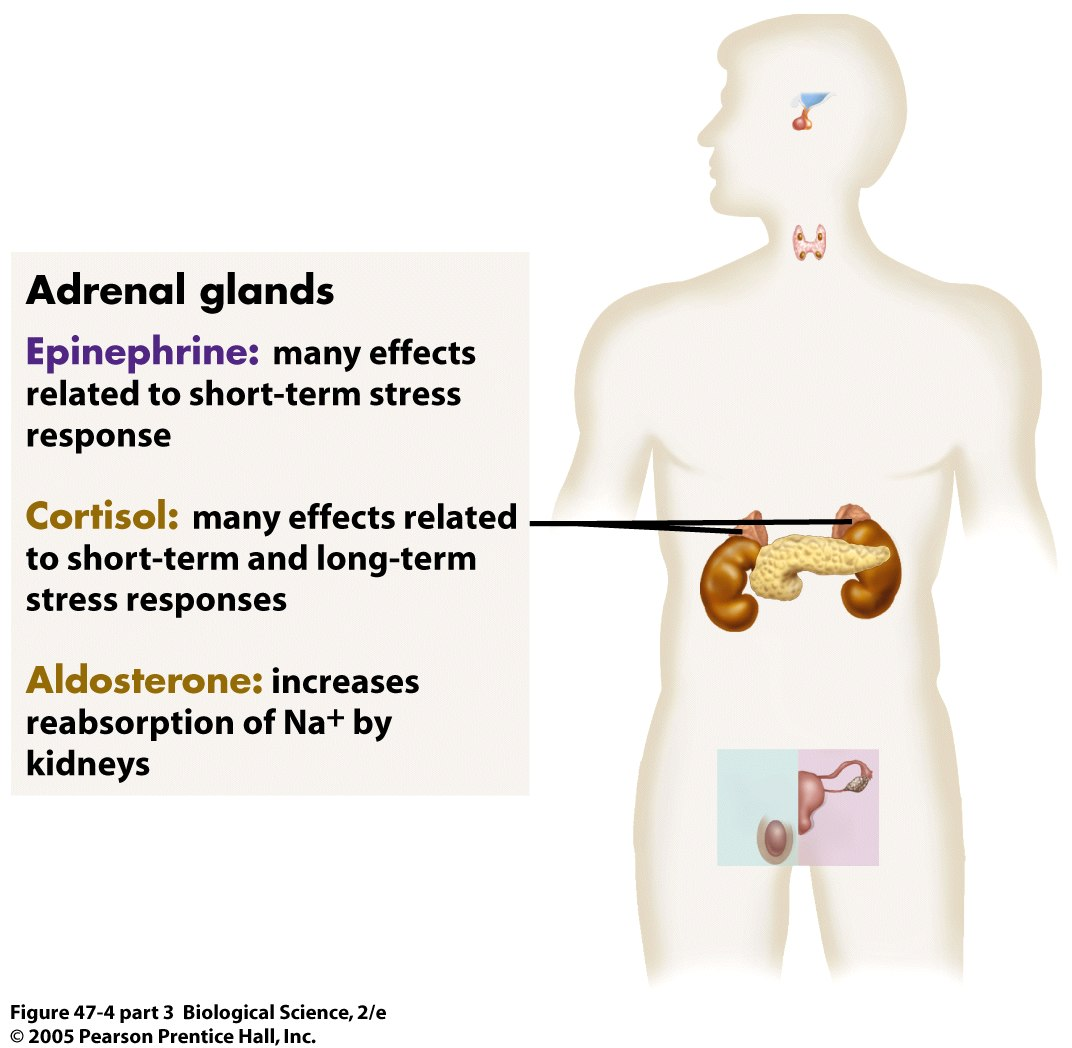 Adrenal glands
Epinephrine: many effects
related to short-term stress
response
Cortisol: many effects related
to short-term and long-term
stress responses
Aldosterone: increases
reabsorption of Na⁺ by
kidneys
Figure 47-4 part 3 Biological Science, 2/e
© 2005 Pearson Prentice Hall, Inc.